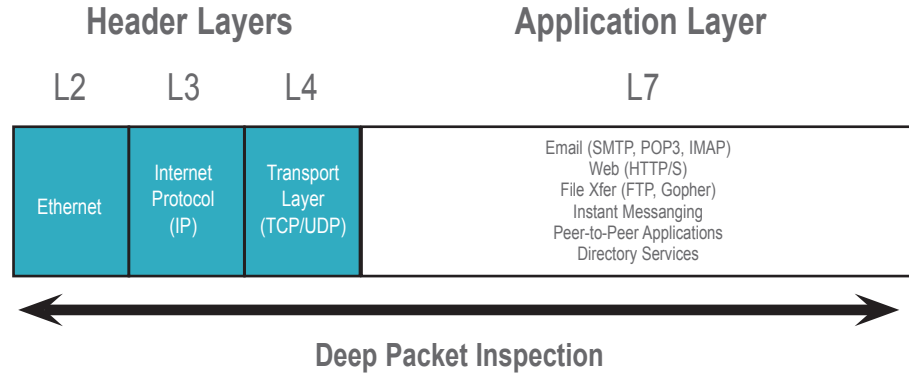 Header Layers
Application Layer
L2
L3
L4
L7
Ethernet
Internet
Protocol
(IP)
Transport
Layer
(TCP/UDP)
Email (SMTP, POP3, IMAP)
Web (HTTP/S)
File Xfer (FTP, Gopher)
Instant Messanging
Peer-to-Peer Applications
Directory Services
Deep Packet Inspection